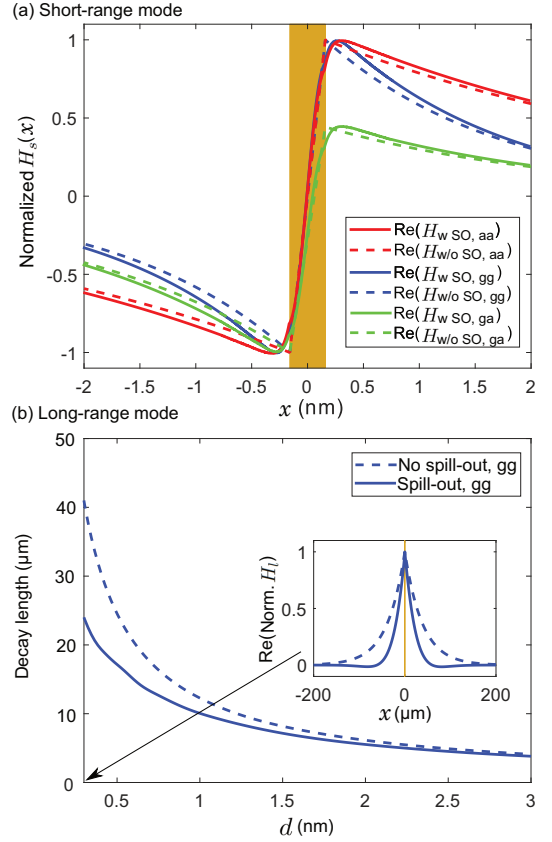 (a) Short-range mode
Normalized H_s(x)
1
0.5
0
-0.5
-1
Re(H_w SO, aa)
Re(H_w/o SO, aa)
Re(H_w SO, gg)
Re(H_w/o SO, gg)
Re(H_w SO, ga)
Re(H_w/o SO, ga)
-2 -1.5 -1 -0.5 0 0.5 1 1.5 2
x (nm)
(b) Long-range mode
Decay length (μm)
50
40
30
20
10
0
No spill-out, gg
Spill-out, gg
Re(Norm. H_l)
1
0.5
0
-200 0 200
x (μm)
0.5 1 1.5 2 2.5 3
d (nm)